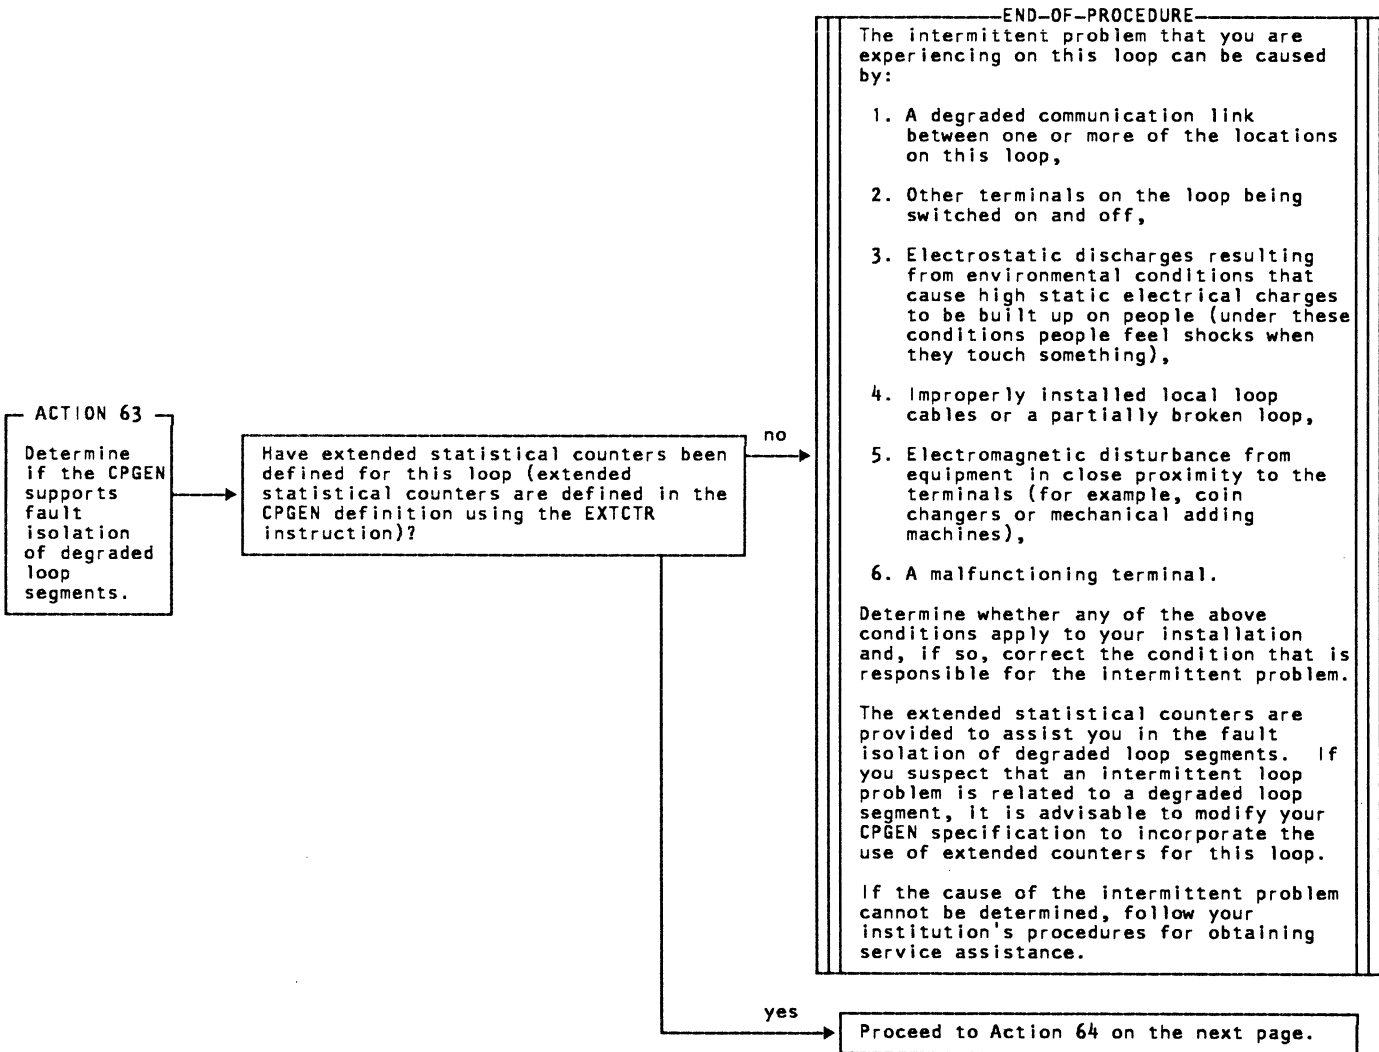 ACTION 63
Determine
if the CPGEN
supports
fault
isolation
of degraded
loop
segments.
Have extended statistical counters been
defined for this loop (extended
statistical counters are defined in the
CPGEN definition using the EXTCTR
instruction)?
no
END-OF-PROCEDURE
The intermittent problem that you are
experiencing on this loop can be caused
by:
1. A degraded communication link
between one or more of the locations
on this loop,
2. Other terminals on the loop being
switched on and off,
3. Electrostatic discharges resulting
from environmental conditions that
cause high static electrical charges
to be built up on people (under these
conditions people feel shocks when
they touch something),
4. Improperly installed local loop
cables or a partially broken loop,
5. Electromagnetic disturbance from
equipment in close proximity to the
terminals (for example, coin
changers or mechanical adding
machines),
6. A malfunctioning terminal.
Determine whether any of the above
conditions apply to your installation
and, if so, correct the condition that is
responsible for the intermittent problem.
The extended statistical counters are
provided to assist you in the fault
isolation of degraded loop segments. If
you suspect that an intermittent loop
problem is related to a degraded loop
segment, it is advisable to modify your
CPGEN specification to incorporate the
use of extended counters for this loop.
If the cause of the intermittent problem
cannot be determined, follow your
institution's procedures for obtaining
service assistance.
yes
Proceed to Action 64 on the next page.